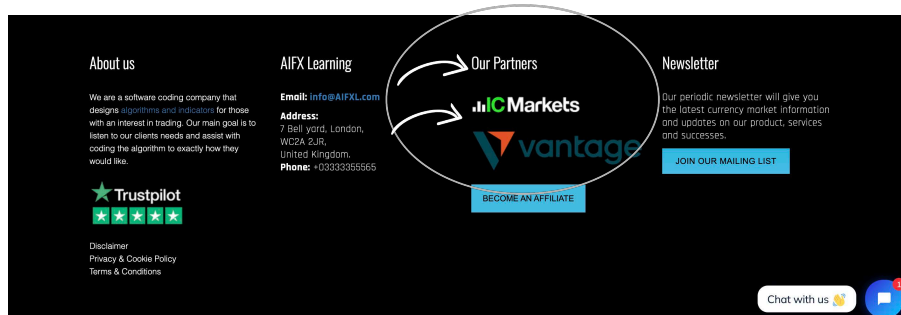 About us
We are a software coding company that
designs algorithms and indicators for those
with an interest in trading. Our main goal is to
listen to our clients needs and assist with
coding the algorithm to exactly how they
would like.
Trustpilot
Disclaimer
Privacy & Cookie Policy
Terms & Conditions
AIFX Learning
Email: info@AIFXL.com
Address:
7 Bell yard, London,
WC2A 2JR,
United Kingdom.
Phone: +03333355565
Our Partners
IC Markets
vantage
BECOME AN AFFILIATE
Newsletter
Our periodic newsletter will give you
the latest currency market information
and updates on our product, services
and successes.
JOIN OUR MAILING LIST
Chat with us 👋
1